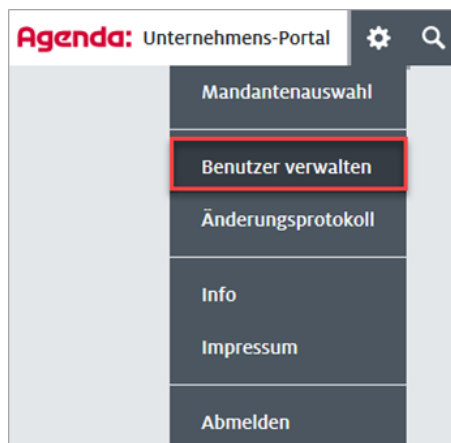 Agenda: Unternehmens-Portal
Mandantenauswahl
Benutzer verwalten
Änderungsprotokoll
Info
Impressum
Abmelden